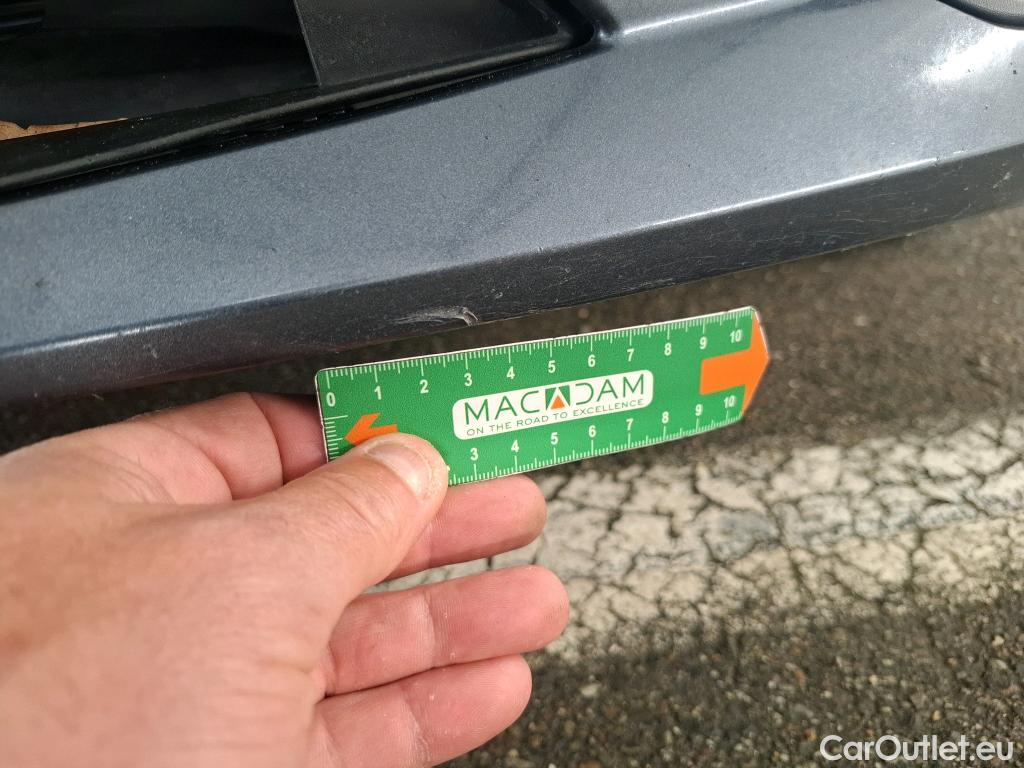 0 1 2 3 4 5 6 7 8 9 10
MACADAM
ON THE ROAD TO EXCELLENCE
3 4 5 6 7 8 9 10
CarOutlet.eu